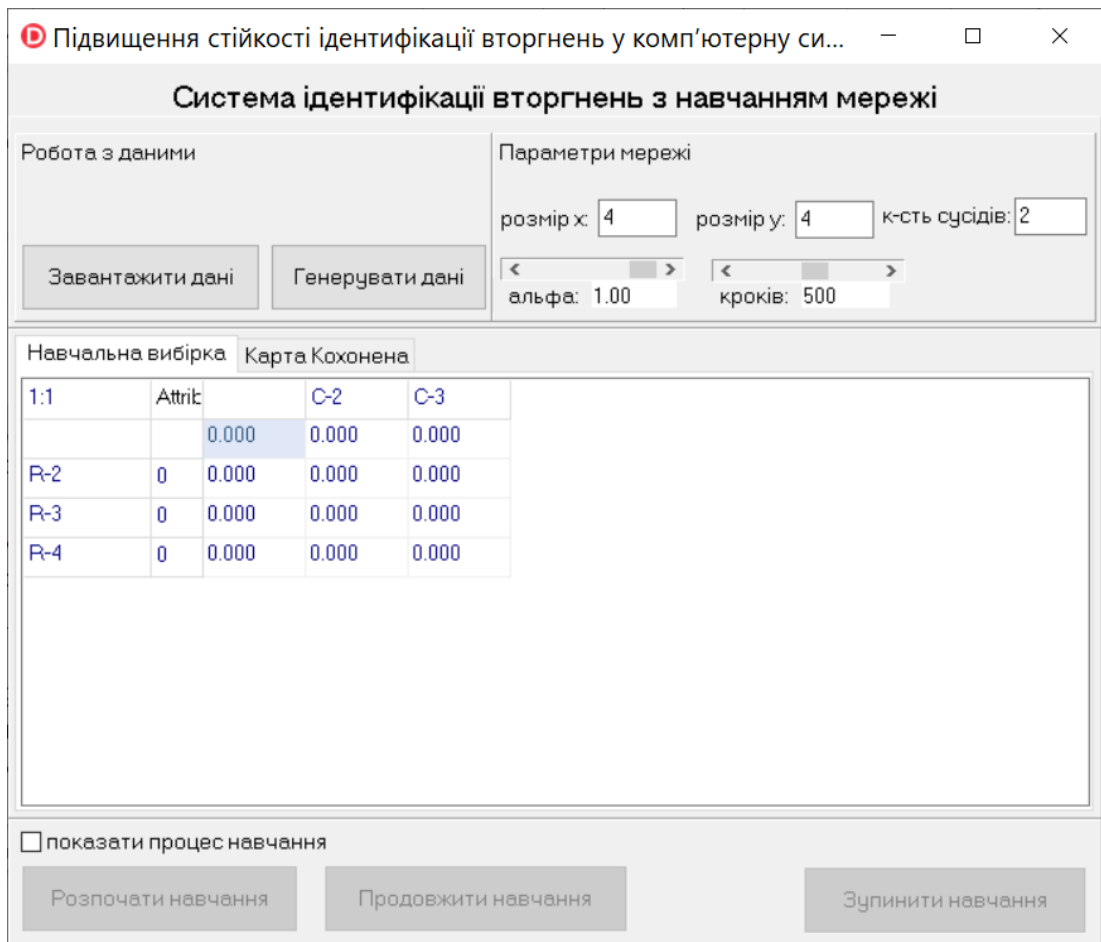 Підвищення стійкості ідентифікації вторгнень у комп'ютерну си...
Система ідентифікації вторгнень з навчанням мережі
Робота з даними
Параметри мережі
розмір x: 4 розмір y: 4 к-сть сусідів: 2
Завантажити дані Генерувати дані
альфа: 1.00 кроків: 500
Навчальна вибірка Карта Кохонена
1:1 Attrib C-2 C-3
0.000 0.000 0.000
R-2 0 0.000 0.000 0.000
R-3 0 0.000 0.000 0.000
R-4 0 0.000 0.000 0.000
показати процес навчання
Розпочати навчання Продовжити навчання Зупинити навчання